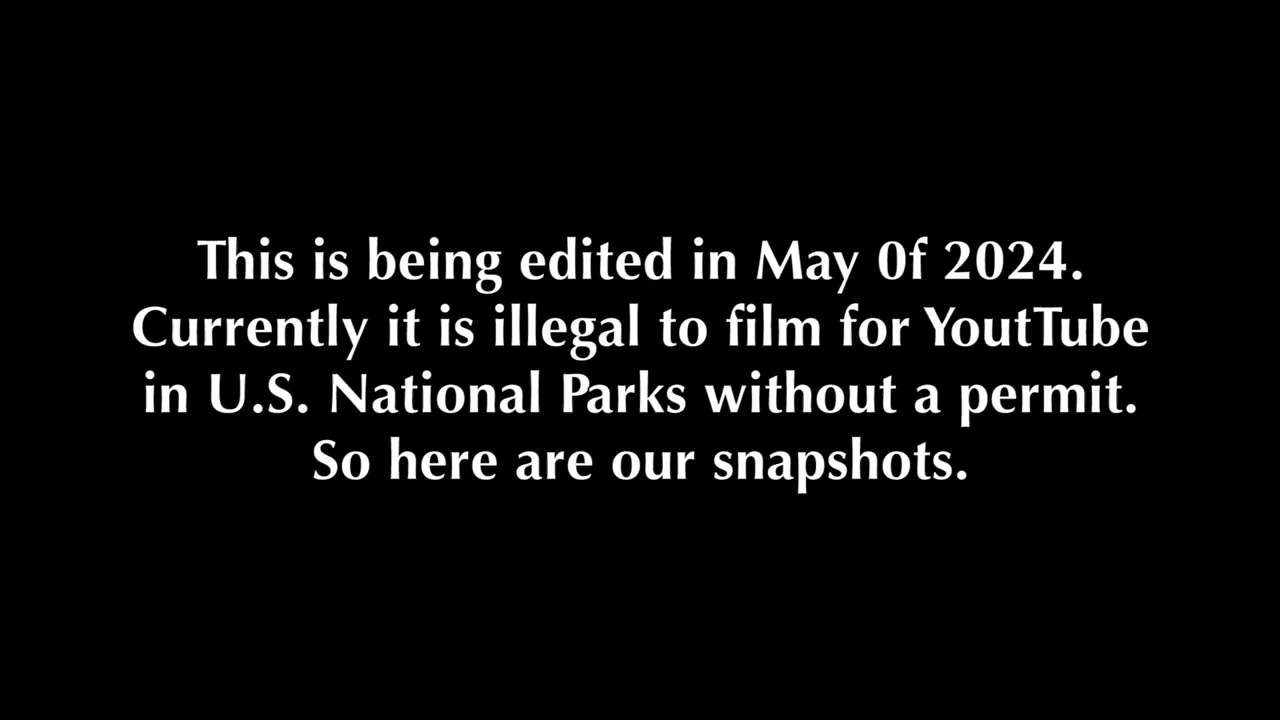 This is being edited in May 0f 2024.
Currently it is illegal to film for YoutTube
in U.S. National Parks without a permit.
So here are our snapshots.